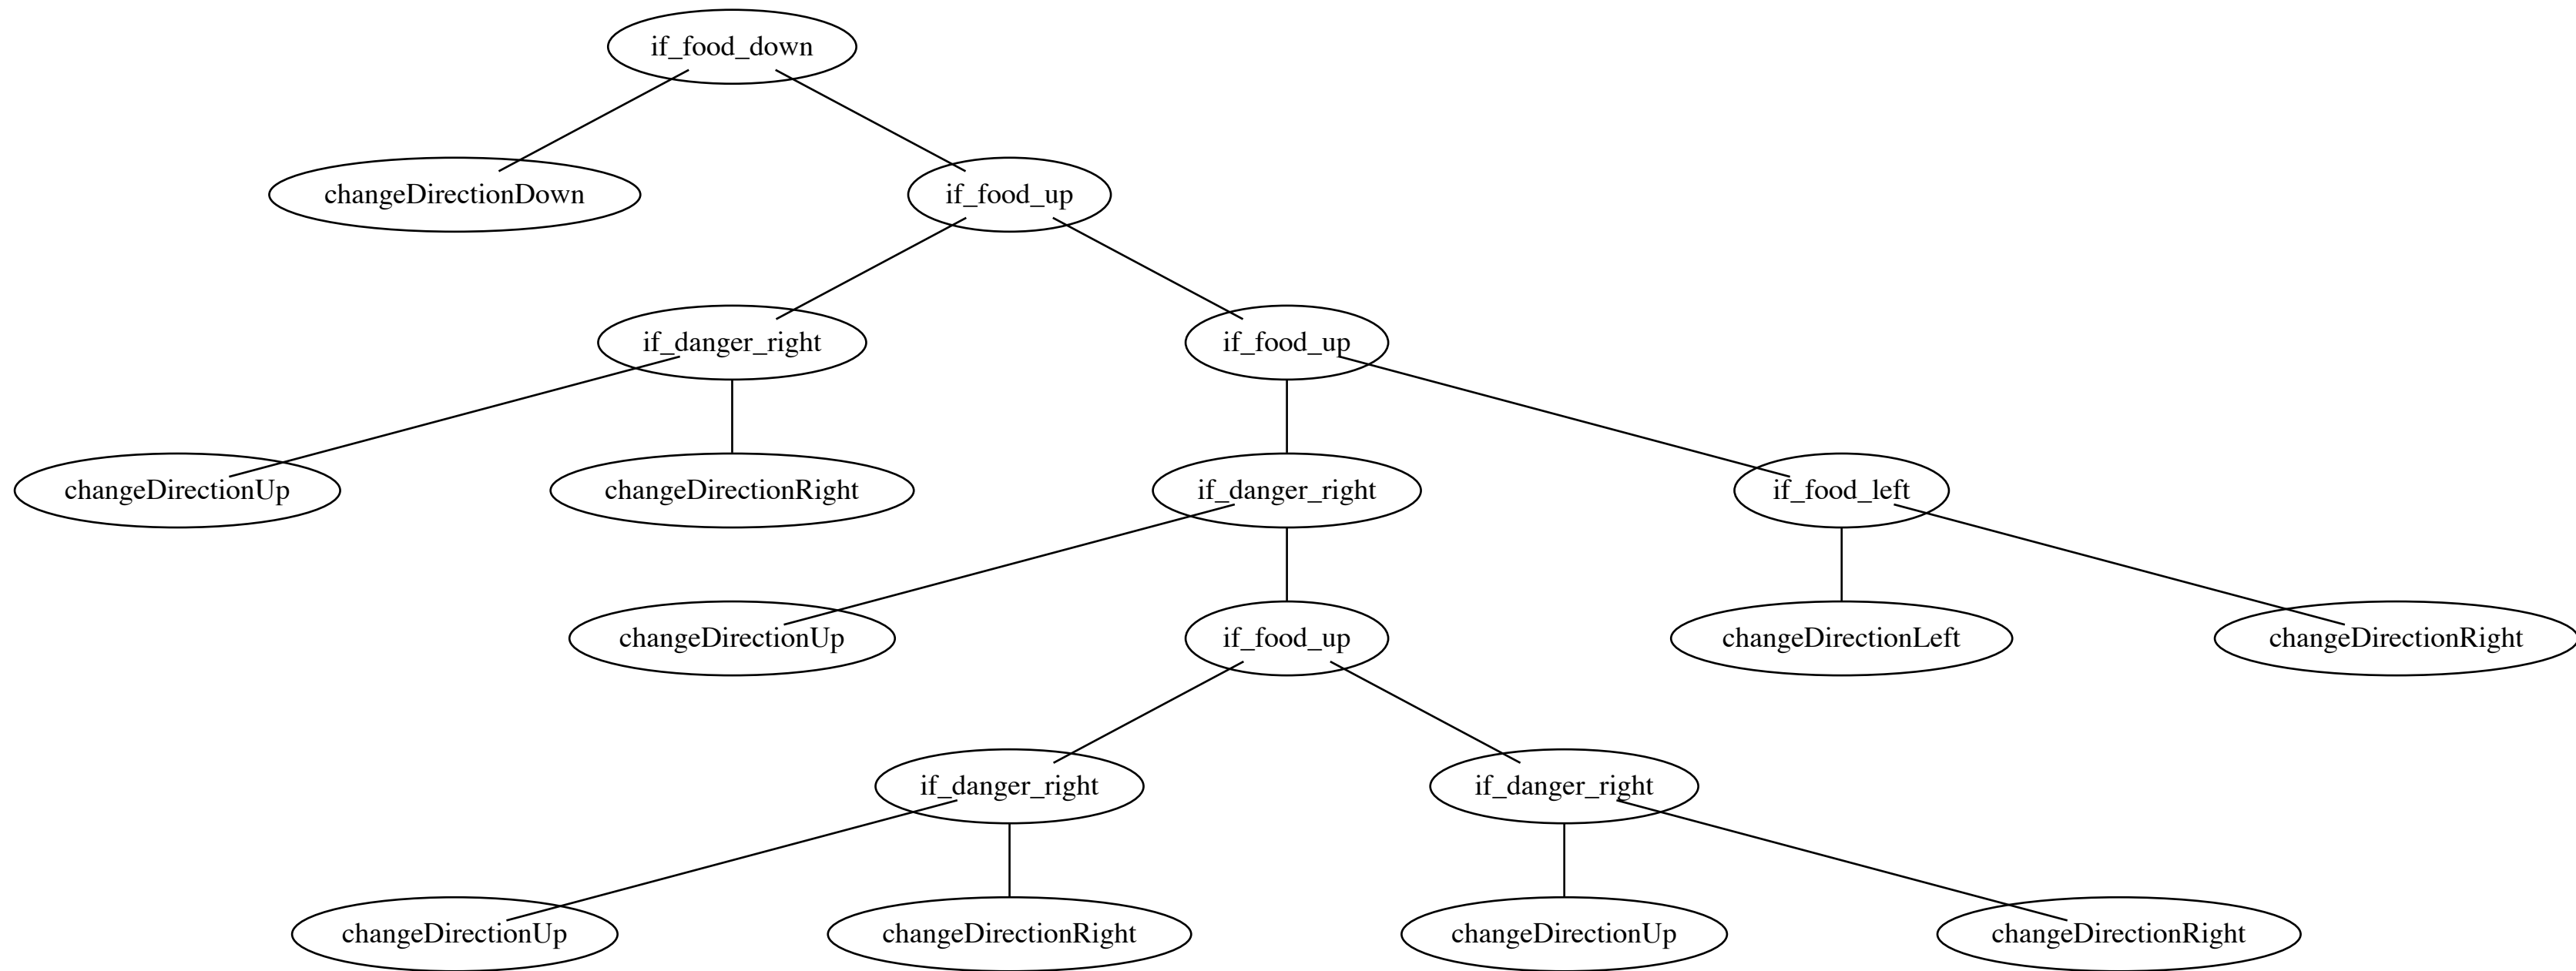 if_food_down
changeDirectionDown
if_food_up
if_danger_right
if_food_up
changeDirectionUp
changeDirectionRight
if_danger_right
if_food_left
changeDirectionUp
if_food_up
changeDirectionLeft
changeDirectionRight
if_danger_right
if_danger_right
changeDirectionUp
changeDirectionRight
changeDirectionUp
changeDirectionRight